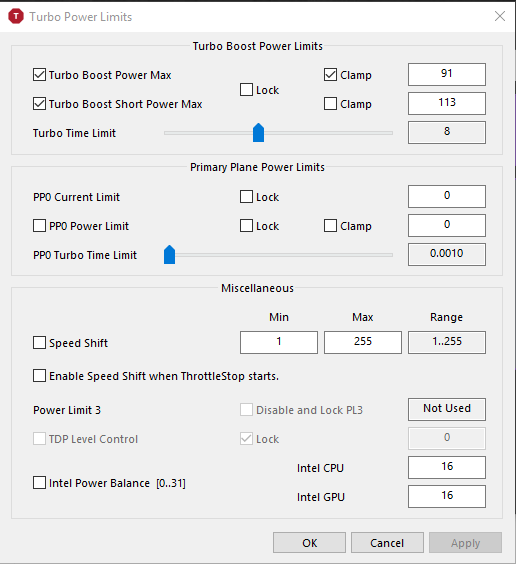 T Turbo Power Limits
Turbo Boost Power Limits
Turbo Boost Power Max Clamp 91
Lock
Turbo Boost Short Power Max Clamp 113
Turbo Time Limit 8
Primary Plane Power Limits
PP0 Current Limit Lock 0
PP0 Power Limit Lock Clamp 0
PP0 Turbo Time Limit 0.0010
Miscellaneous
Min Max Range
Speed Shift 1 255 1..255
Enable Speed Shift when ThrottleStop starts.
Power Limit 3 Disable and Lock PL3 Not Used
TDP Level Control Lock 0
Intel CPU 16
Intel Power Balance [0..31]
Intel GPU 16
OK Cancel Apply